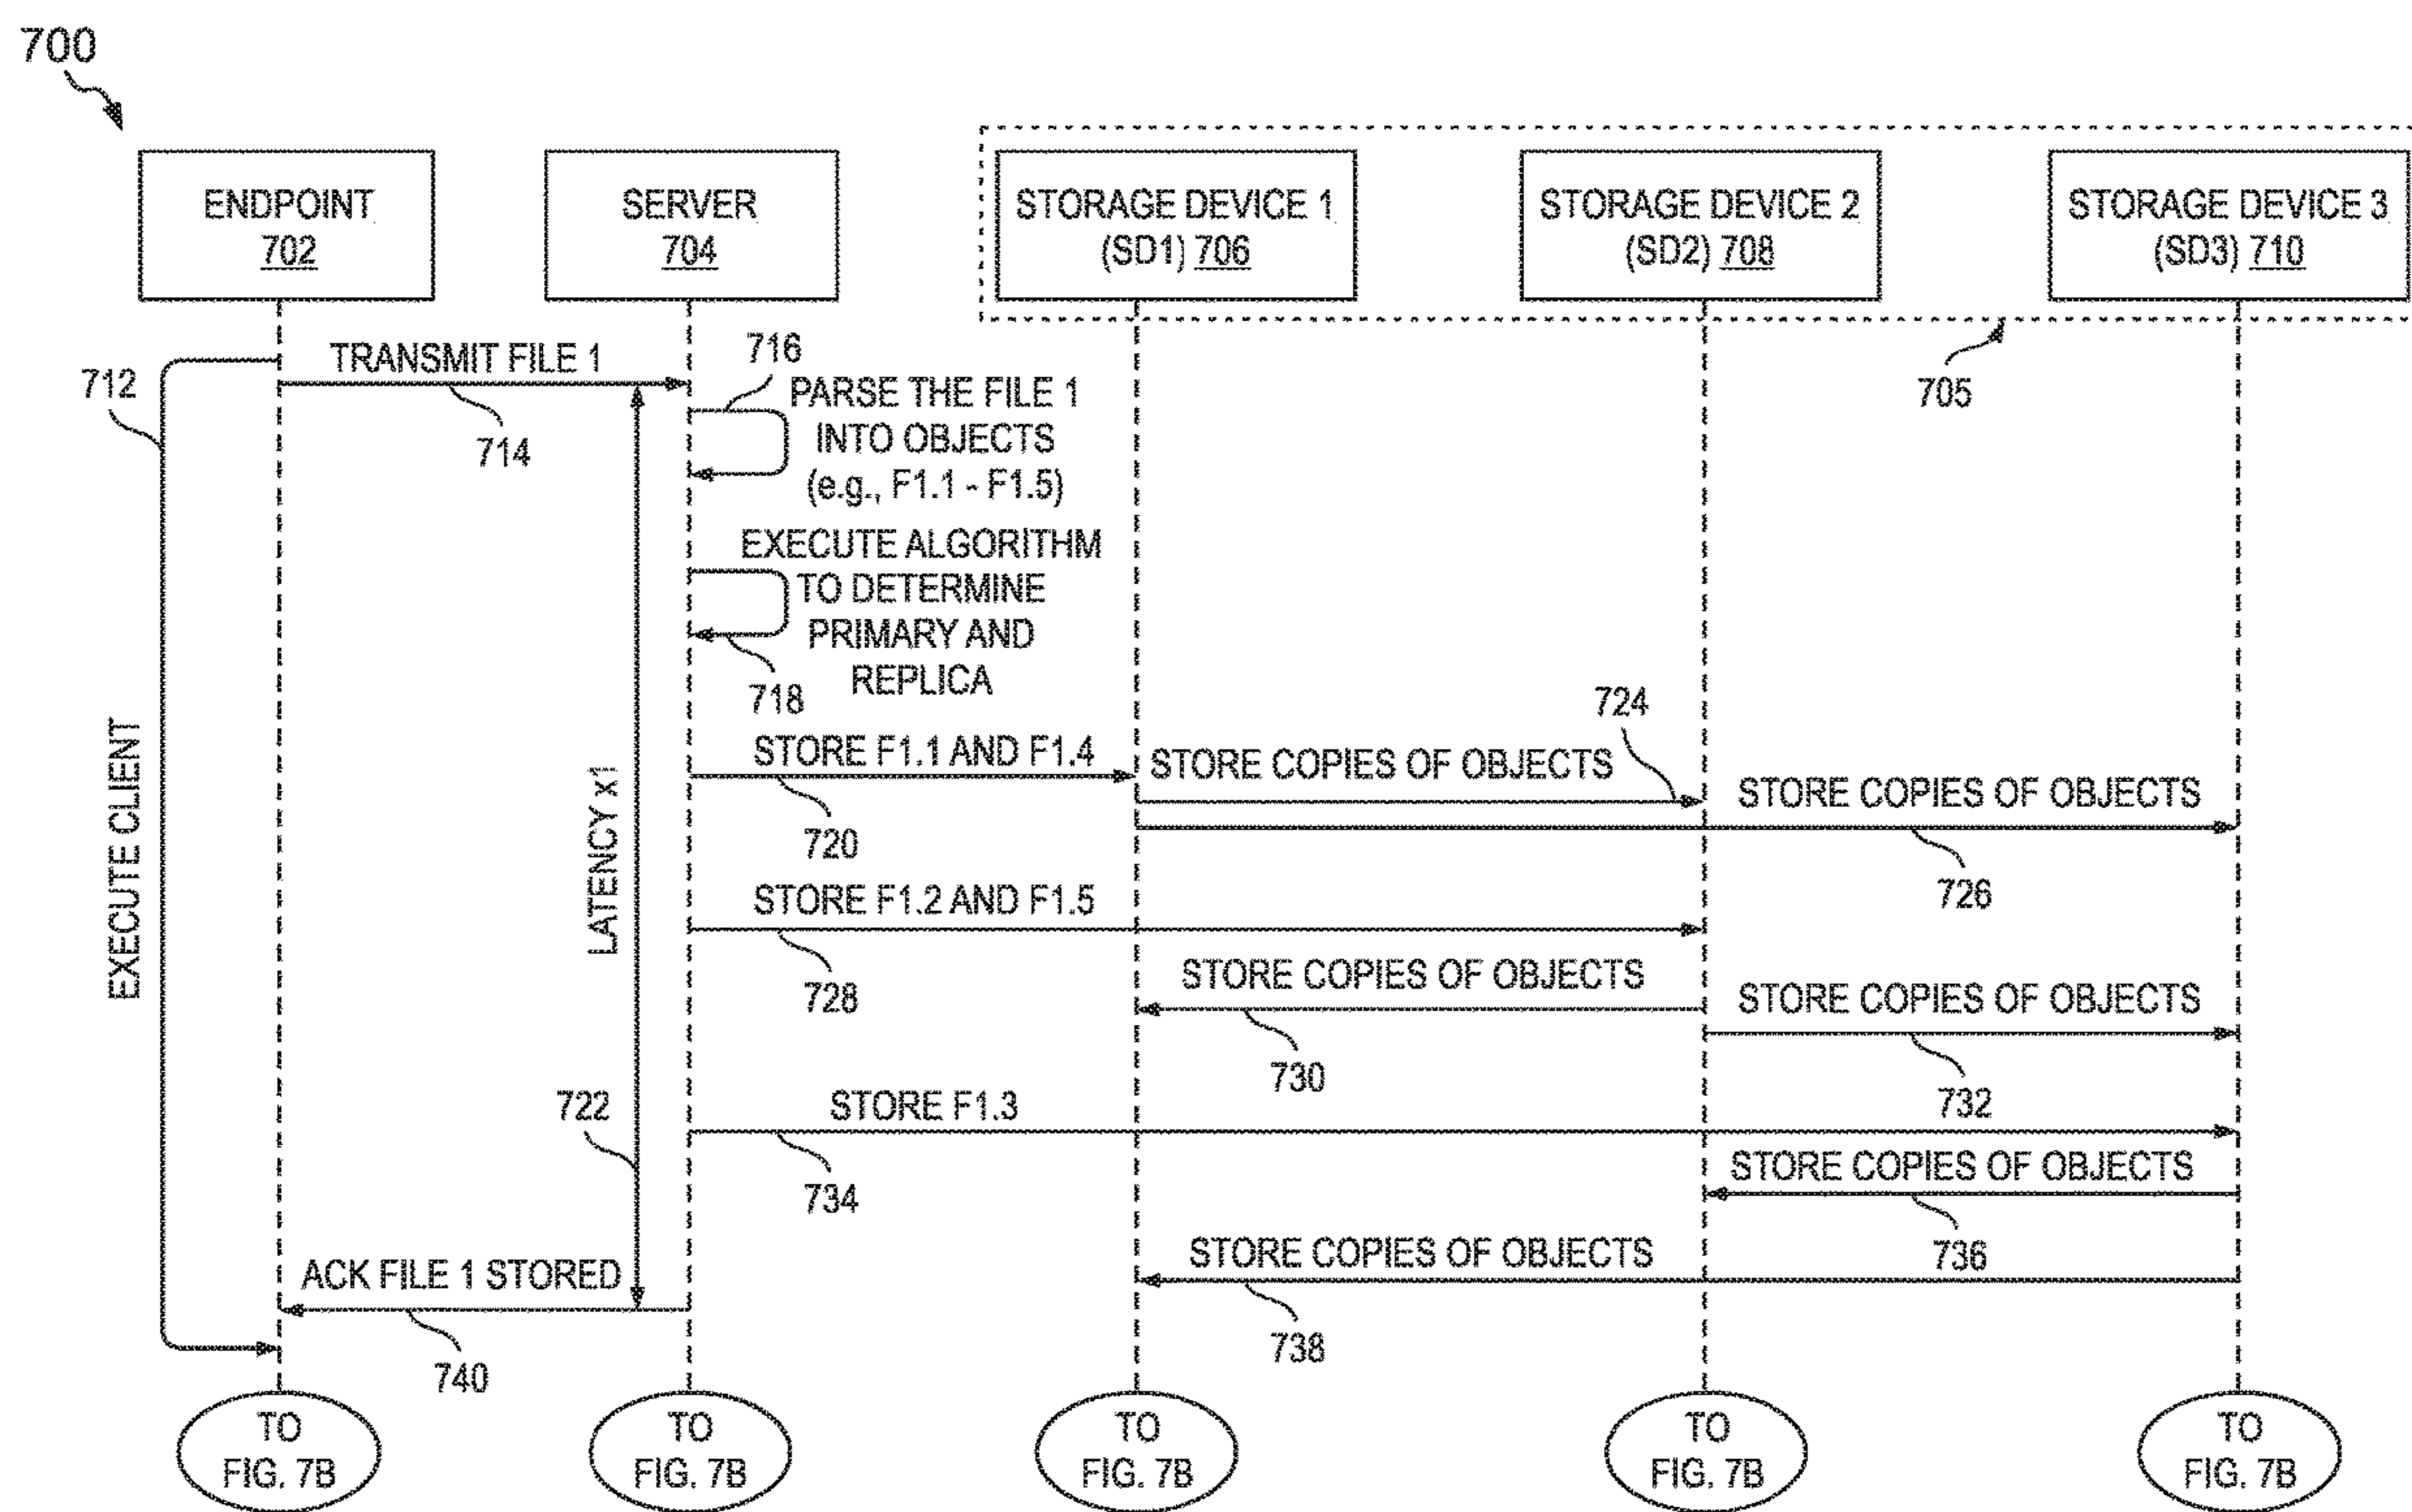 700
ENDPOINT
702
SERVER
704
STORAGE DEVICE 1
(SD1) 706
STORAGE DEVICE 2
(SD2) 708
STORAGE DEVICE 3
(SD3) 710
705
712
EXECUTE CLIENT
TRANSMIT FILE 1
714
716
PARSE THE FILE 1
INTO OBJECTS
(e.g., F1.1 - F1.5)
EXECUTE ALGORITHM
TO DETERMINE
PRIMARY AND
REPLICA
718
LATENCY x1
722
STORE F1.1 AND F1.4
720
STORE COPIES OF OBJECTS
724
STORE COPIES OF OBJECTS
726
STORE F1.2 AND F1.5
728
STORE COPIES OF OBJECTS
730
STORE COPIES OF OBJECTS
732
STORE F1.3
734
STORE COPIES OF OBJECTS
736
STORE COPIES OF OBJECTS
738
ACK FILE 1 STORED
740
TO
FIG. 7B
TO
FIG. 7B
TO
FIG. 7B
TO
FIG. 7B
TO
FIG. 7B